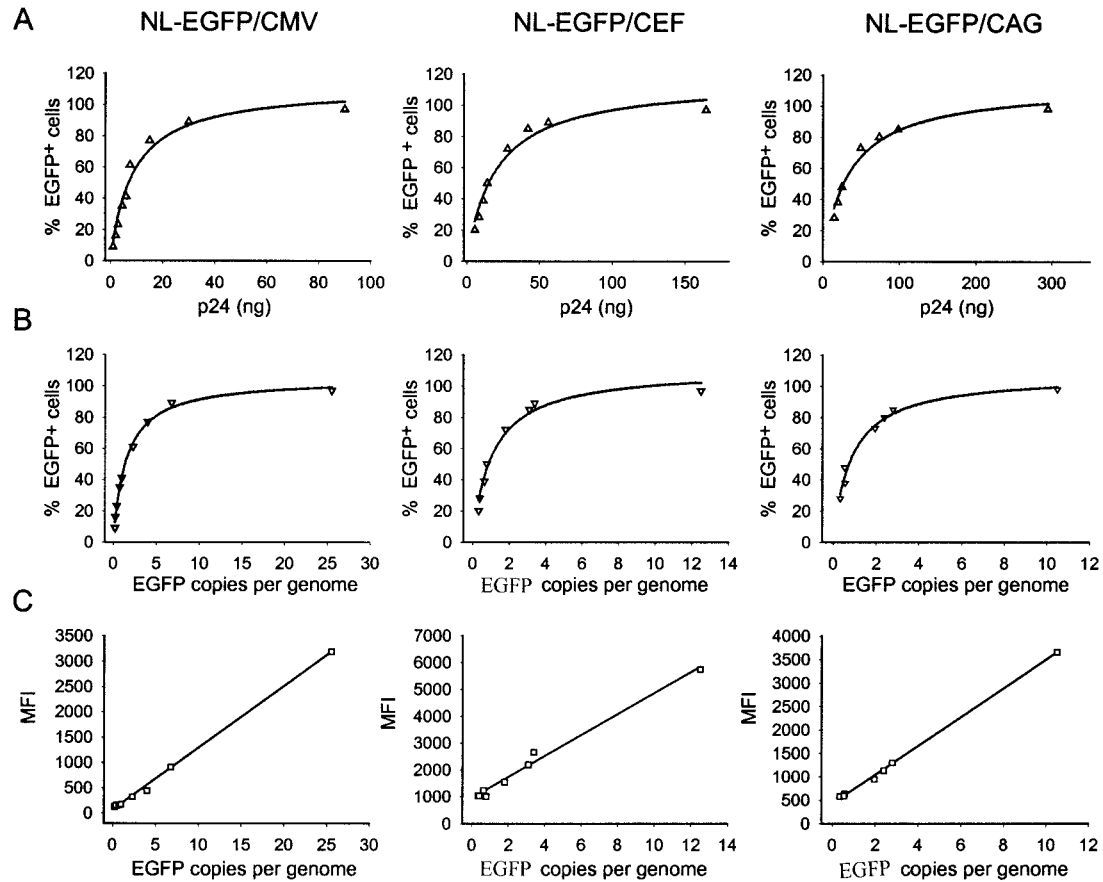 A
NL-EGFP/CMV
NL-EGFP/CEF
NL-EGFP/CAG
% EGFP+ cells
120
100
80
60
40
20
0
0 20 40 60 80 100
p24 (ng)
% EGFP+ cells
120
100
80
60
40
20
0
0 50 100 150
p24 (ng)
% EGFP+ cells
120
100
80
60
40
20
0
0 100 200 300
p24 (ng)
B
% EGFP+ cells
120
100
80
60
40
20
0
0 5 10 15 20 25 30
EGFP copies per genome
% EGFP+ cells
120
100
80
60
40
20
0
0 2 4 6 8 10 12 14
EGFP copies per genome
% EGFP+ cells
120
100
80
60
40
20
0
0 2 4 6 8 10 12
EGFP copies per genome
C
MFI
3500
3000
2500
2000
1500
1000
500
0
0 5 10 15 20 25 30
EGFP copies per genome
MFI
7000
6000
5000
4000
3000
2000
1000
0
0 2 4 6 8 10 12 14
EGFP copies per genome
MFI
4000
3500
3000
2500
2000
1500
1000
500
0
0 2 4 6 8 10 12
EGFP copies per genome